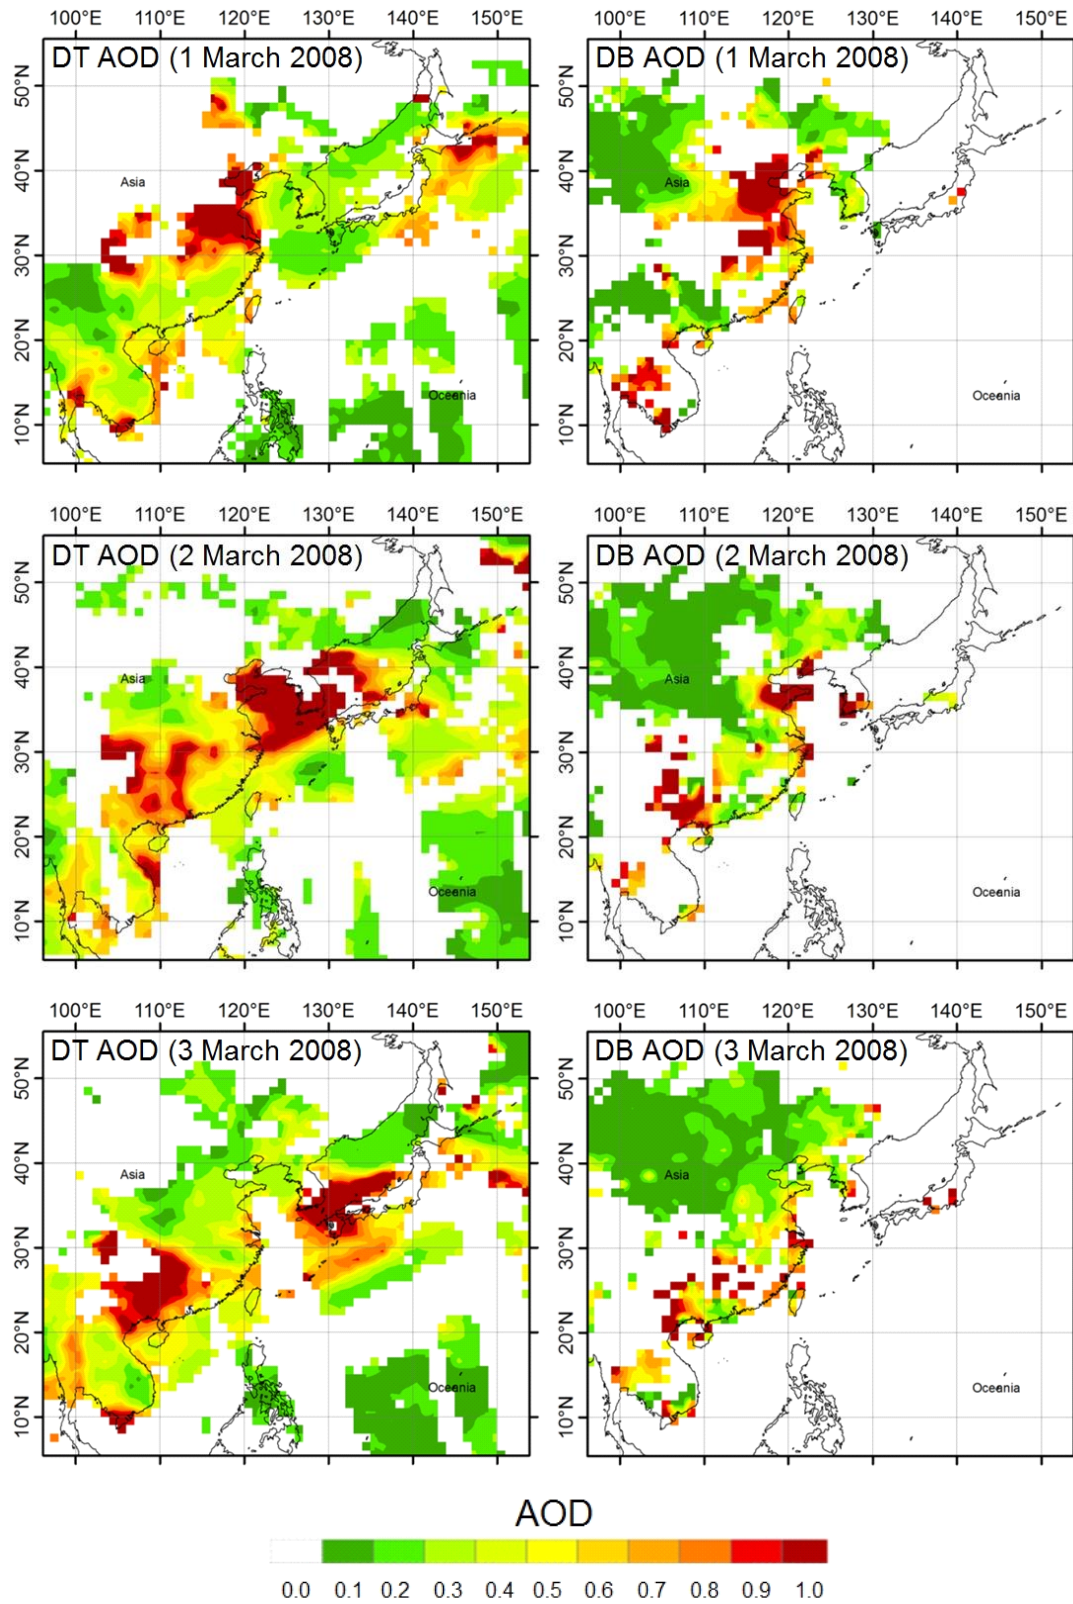 100°E 110°E 120°E 130°E 140°E 150°E
100°E 110°E 120°E 130°E 140°E 150°E
DT AOD (1 March 2008)
50°N
40°N
30°N
20°N
10°N
Asia
Oceania
DB AOD (1 March 2008)
50°N
40°N
30°N
20°N
10°N
Asia
Oceania
100°E 110°E 120°E 130°E 140°E 150°E
100°E 110°E 120°E 130°E 140°E 150°E
DT AOD (2 March 2008)
50°N
40°N
30°N
20°N
10°N
Asia
Oceania
DB AOD (2 March 2008)
50°N
40°N
30°N
20°N
10°N
Asia
Oceania
100°E 110°E 120°E 130°E 140°E 150°E
100°E 110°E 120°E 130°E 140°E 150°E
DT AOD (3 March 2008)
50°N
40°N
30°N
20°N
10°N
Asia
Oceania
DB AOD (3 March 2008)
50°N
40°N
30°N
20°N
10°N
Asia
Oceania
AOD
0.0 0.1 0.2 0.3 0.4 0.5 0.6 0.7 0.8 0.9 1.0